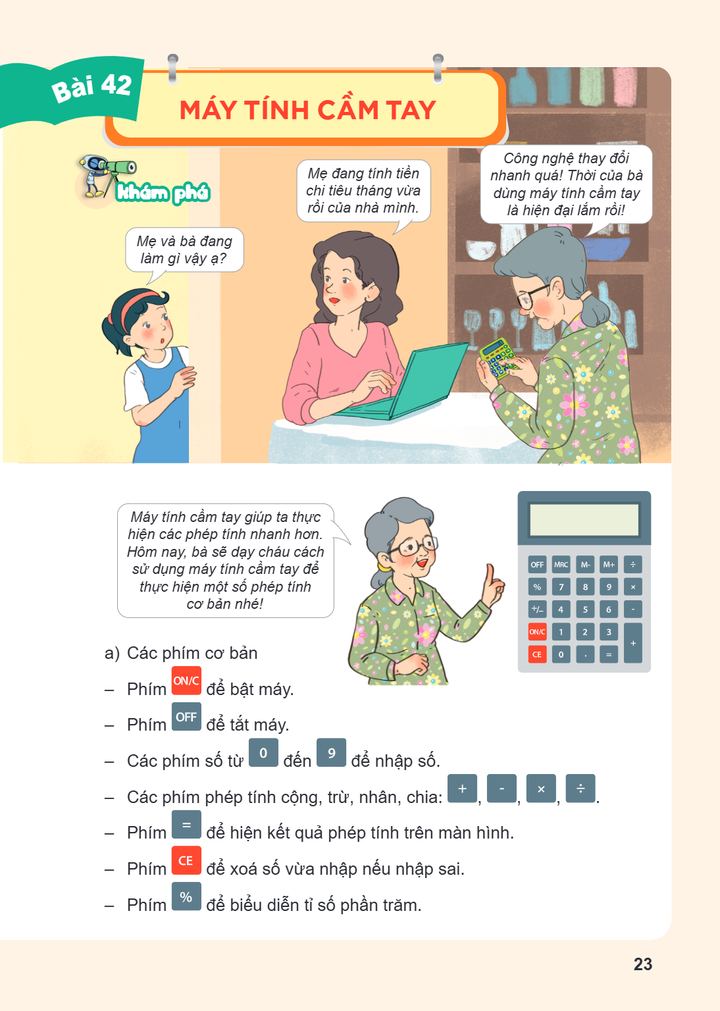 Bài 42
MÁY TÍNH CẦM TAY
khám phá
Mẹ và bà đang
làm gì vậy ạ?
Mẹ đang tính tiền
chi tiêu tháng vừa
rồi của nhà mình.
Công nghệ thay đổi
nhanh quá! Thời của bà
dùng máy tính cầm tay
là hiện đại lắm rồi!
Máy tính cầm tay giúp ta thực
hiện các phép tính nhanh hơn.
Hôm nay, bà sẽ dạy cháu cách
sử dụng máy tính cầm tay để
thực hiện một số phép tính
cơ bản nhé!
OFF MRC M- M+ ÷
% 7 8 9 ×
+/− 4 5 6 -
ON/C 1 2 3 +
CE 0 . =
a) Các phím cơ bản
– Phím ON/C để bật máy.
– Phím OFF để tắt máy.
– Các phím số từ 0 đến 9 để nhập số.
– Các phím phép tính cộng, trừ, nhân, chia: +, -, ×, ÷.
– Phím = để hiện kết quả phép tính trên màn hình.
– Phím CE để xoá số vừa nhập nếu nhập sai.
– Phím % để biểu diễn tỉ số phần trăm.
23